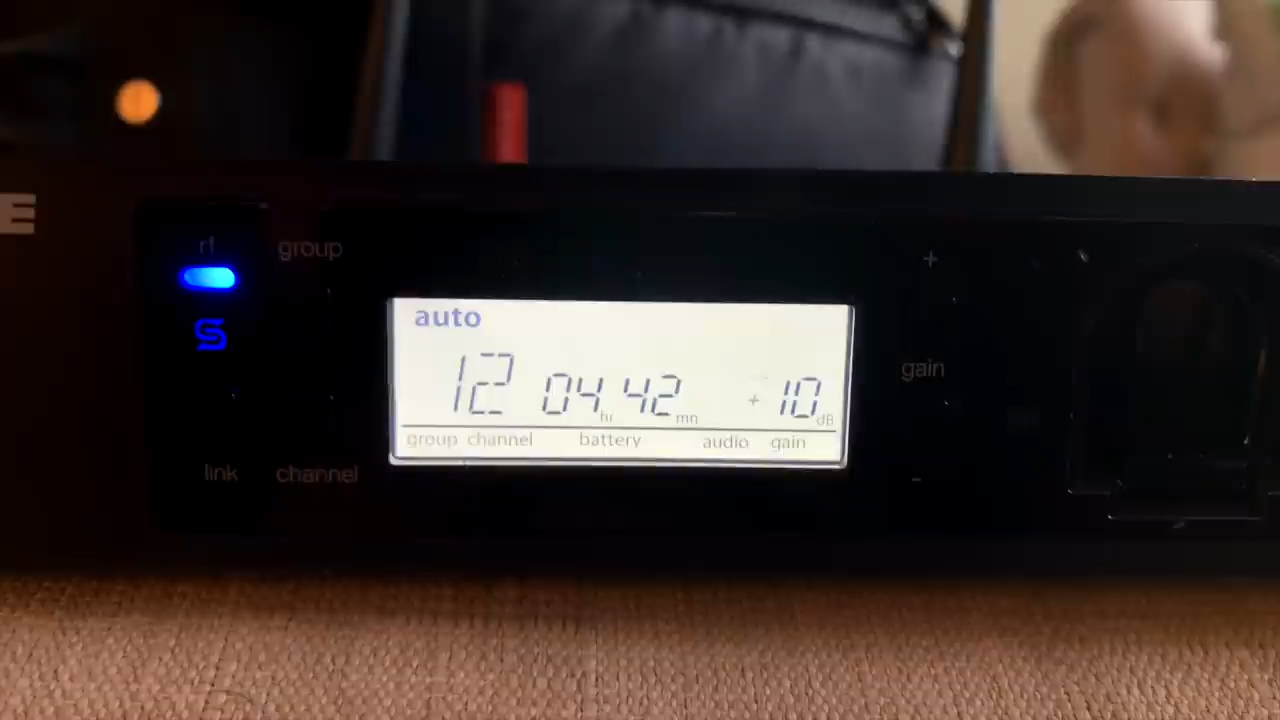 E
rf group
auto
12 04 hr 42 mn + 10 dB
group channel battery audio gain
+
gain
-
link channel